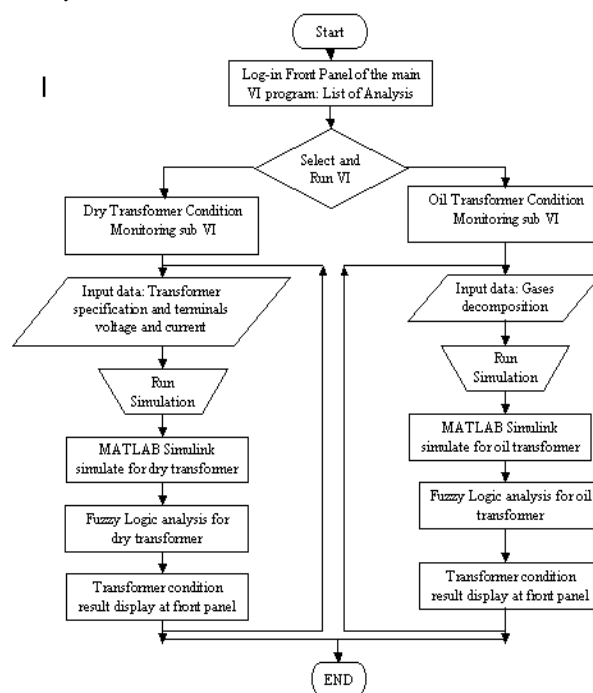 Start
Log-in Front Panel of the main
VI program: List of Analysis
Select and
Run VI
Dry Transformer Condition
Monitoring sub VI
Input data: Transformer
specification and terminals
voltage and current
Run
Simulation
MATLAB Simulink
simulate for dry transformer
Fuzzy Logic analysis for
dry transformer
Transformer condition
result display at front panel
Oil Transformer Condition
Monitoring sub VI
Input data: Gases
decomposition
Run
Simulation
MATLAB Simulink
simulate for oil transformer
Fuzzy Logic analysis for oil
transformer
Transformer condition
result display at front panel
END